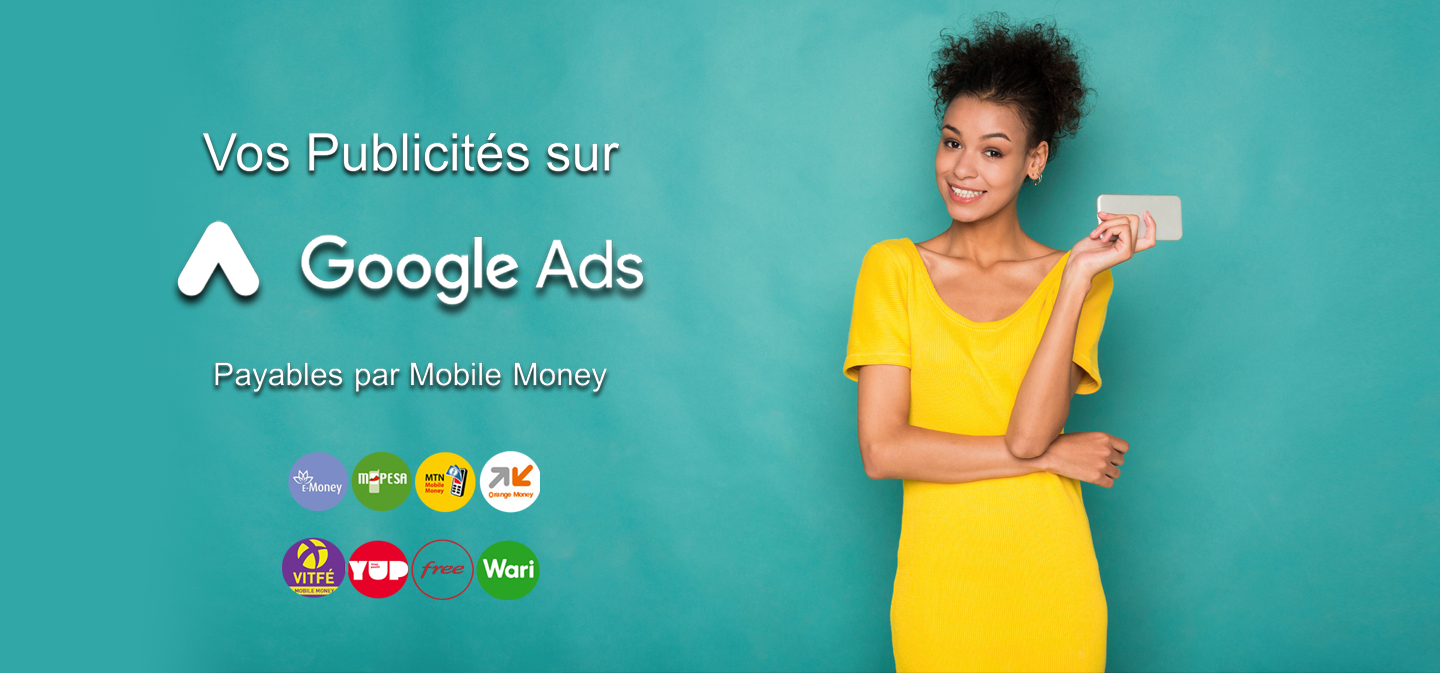 Vos Publicités sur
Google Ads
Payables par Mobile Money
E-Money
M-PESA
MTN
Mobile
Money
Orange Money
VITFÉ
MOBILE MONEY
YUP
free
Wari